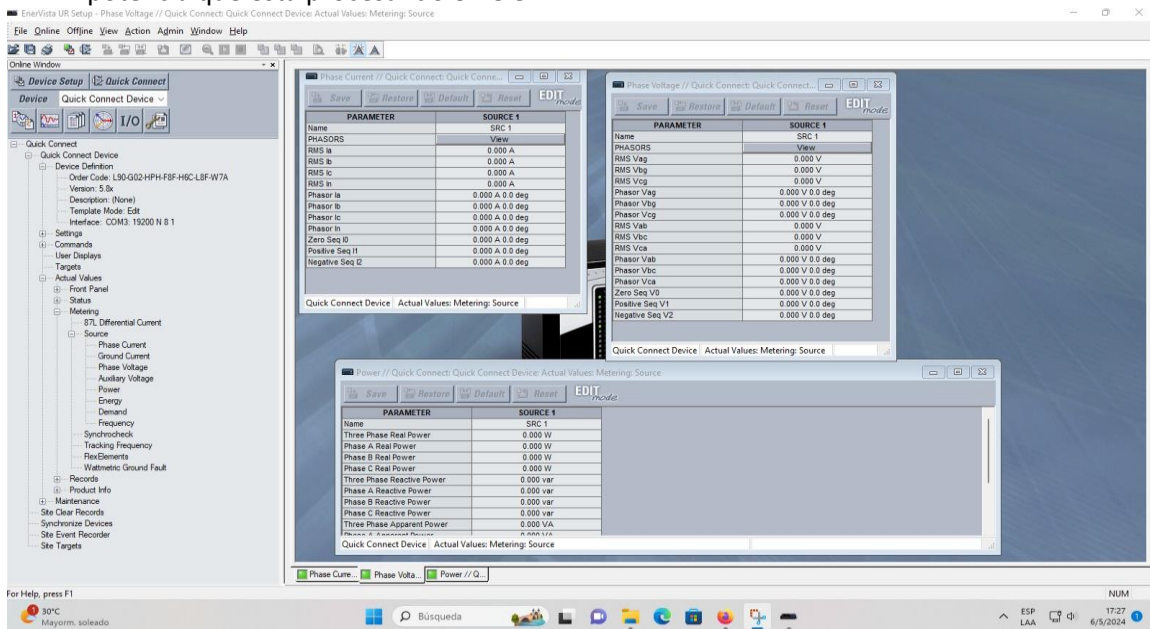 EnerVista UR Setup - Phase Voltage // Quick Connect: Quick Connect Device: Actual Values: Metering: Source
File Online Offline View Action Admin Window Help
Online Window
Device Setup Quick Connect
Device Quick Connect Device
I/O
Quick Connect
Quick Connect Device
Device Definition
Order Code: L90-G02-HPH-F8F-H6C-L8F-W7A
Version: 5.8x
Description: (None)
Template Mode: Edit
Interface: COM3: 19200 N 8 1
Settings
Commands
User Displays
Targets
Actual Values
Front Panel
Status
Metering
87L Differential Current
Source
Phase Current
Ground Current
Phase Voltage
Auxiliary Voltage
Power
Energy
Demand
Frequency
Synchrocheck
Tracking Frequency
FlexElements
Wattmetric Ground Fault
Records
Product Info
Maintenance
Site Clear Records
Synchronize Devices
Site Event Recorder
Site Targets
Phase Current // Quick Connect: Quick Conne...
Save Restore Default Reset EDIT mode
PARAMETER SOURCE 1
Name SRC 1
PHASORS View
RMS Ia 0.000 A
RMS Ib 0.000 A
RMS Ic 0.000 A
RMS In 0.000 A
Phasor Ia 0.000 A 0.0 deg
Phasor Ib 0.000 A 0.0 deg
Phasor Ic 0.000 A 0.0 deg
Phasor In 0.000 A 0.0 deg
Zero Seq I0 0.000 A 0.0 deg
Positive Seq I1 0.000 A 0.0 deg
Negative Seq I2 0.000 A 0.0 deg
Quick Connect Device Actual Values: Metering: Source
Phase Voltage // Quick Connect: Quick Connect...
Save Restore Default Reset EDIT mode
PARAMETER SOURCE 1
Name SRC 1
PHASORS View
RMS Vag 0.000 V
RMS Vbg 0.000 V
RMS Vcg 0.000 V
Phasor Vag 0.000 V 0.0 deg
Phasor Vbg 0.000 V 0.0 deg
Phasor Vcg 0.000 V 0.0 deg
RMS Vab 0.000 V
RMS Vbc 0.000 V
RMS Vca 0.000 V
Phasor Vab 0.000 V 0.0 deg
Phasor Vbc 0.000 V 0.0 deg
Phasor Vca 0.000 V 0.0 deg
Zero Seq V0 0.000 V 0.0 deg
Positive Seq V1 0.000 V 0.0 deg
Negative Seq V2 0.000 V 0.0 deg
Quick Connect Device Actual Values: Metering: Source
Power // Quick Connect: Quick Connect Device: Actual Values: Metering: Source
Save Restore Default Reset EDIT mode
PARAMETER SOURCE 1
Name SRC 1
Three Phase Real Power 0.000 W
Phase A Real Power 0.000 W
Phase B Real Power 0.000 W
Phase C Real Power 0.000 W
Three Phase Reactive Power 0.000 var
Phase A Reactive Power 0.000 var
Phase B Reactive Power 0.000 var
Phase C Reactive Power 0.000 var
Three Phase Apparent Power 0.000 VA
Phase A Apparent Power 0.000 VA
Quick Connect Device Actual Values: Metering: Source
Phase Curre... Phase Volta... Power // Q...
For Help, press F1
NUM
30°C
Mayorm. soleado
Búsqueda
ESP
LAA
17:27
6/5/2024